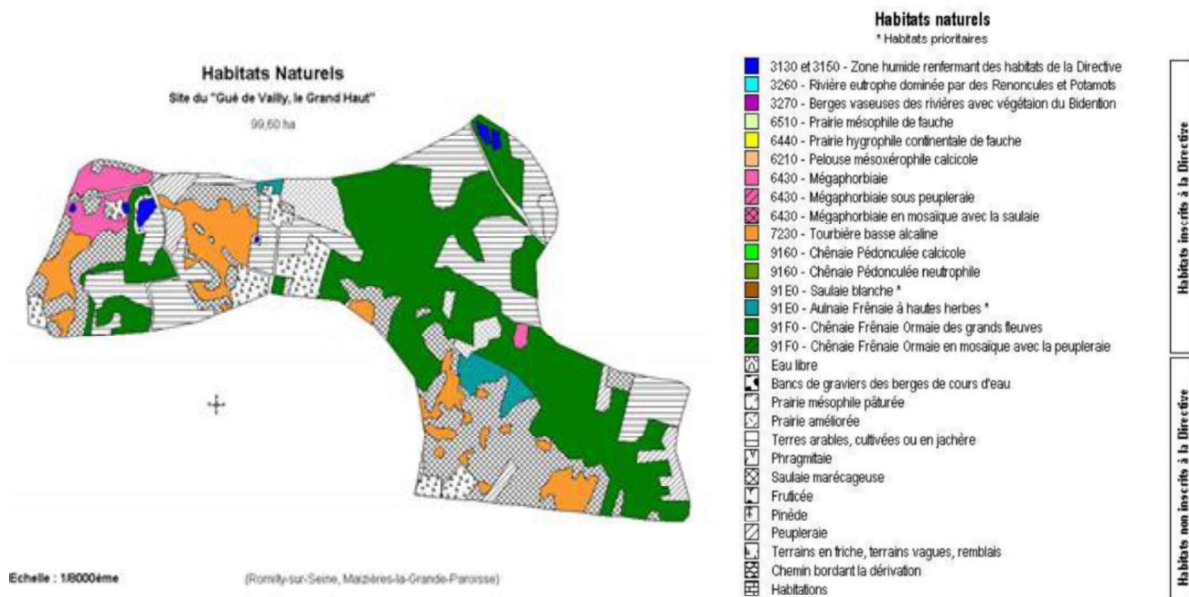 Habitats Naturels
Site du "Gué de Vailly, le Grand Haut"
99,60 ha
Echelle : 1/8000ème
(Romilly-sur-Seine, Maizières-la-Grande-Paroisse)
Habitats naturels
* Habitats prioritaires
3130 et 3150 - Zone humide renfermant des habitats de la Directive
3260 - Rivière eutrophe dominée par des Renoncules et Potamots
3270 - Berges vaseuses des rivières avec végétaion du Bidention
6510 - Prairie mésophile de fauche
6440 - Prairie hygrophile continentale de fauche
6210 - Pelouse mésoxérophile calcicole
6430 - Mégaphorbiaie
6430 - Mégaphorbiaie sous peupleraie
6430 - Mégaphorbiaie en mosaïque avec la saulaie
7230 - Tourbière basse alcaline
9160 - Chênaie Pédonculée calcicole
9160 - Chênaie Pédonculée neutrophile
91E0 - Saulaie blanche *
91E0 - Aulnaie Frênaie à hautes herbes *
91F0 - Chênaie Frênaie Ormaie des grands fleuves
91F0 - Chênaie Frênaie Ormaie en mosaïque avec la peupleraie
Eau libre
Bancs de graviers des berges de cours d'eau
Prairie mésophile pâturée
Prairie améliorée
Terres arables, cultivées ou en jachère
Phragmitaie
Saulaie marécageuse
Fruticée
Pinède
Peupleraie
Terrains en friche, terrains vagues, remblais
Chemin bordant la dérivation
Habitations
Habitats inscrits à la Directive
Habitats non inscrits à la Directive